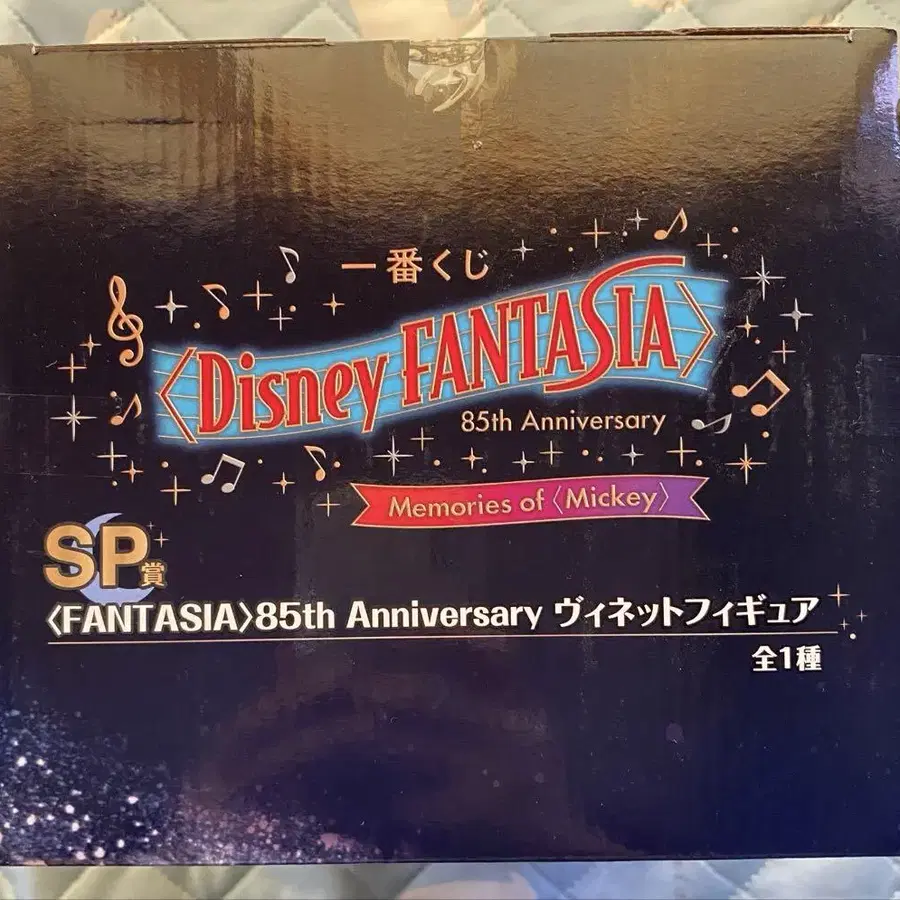 一番くじ
〈Disney FANTASIA〉
85th Anniversary
Memories of〈Mickey〉
SP賞
〈FANTASIA〉85th Anniversary ヴィネットフィギュア
全1種